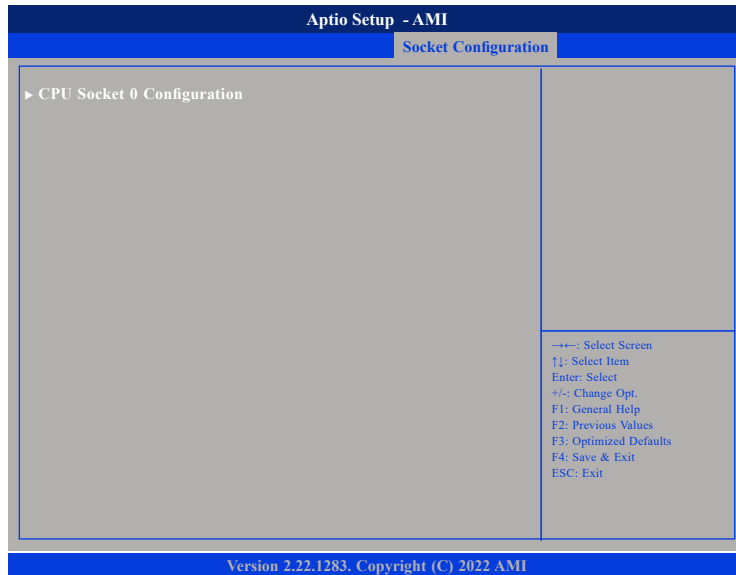 Aptio Setup - AMI
Socket Configuration
▶ CPU Socket 0 Configuration
→←: Select Screen
↑↓: Select Item
Enter: Select
+/-: Change Opt.
F1: General Help
F2: Previous Values
F3: Optimized Defaults
F4: Save & Exit
ESC: Exit
Version 2.22.1283. Copyright (C) 2022 AMI